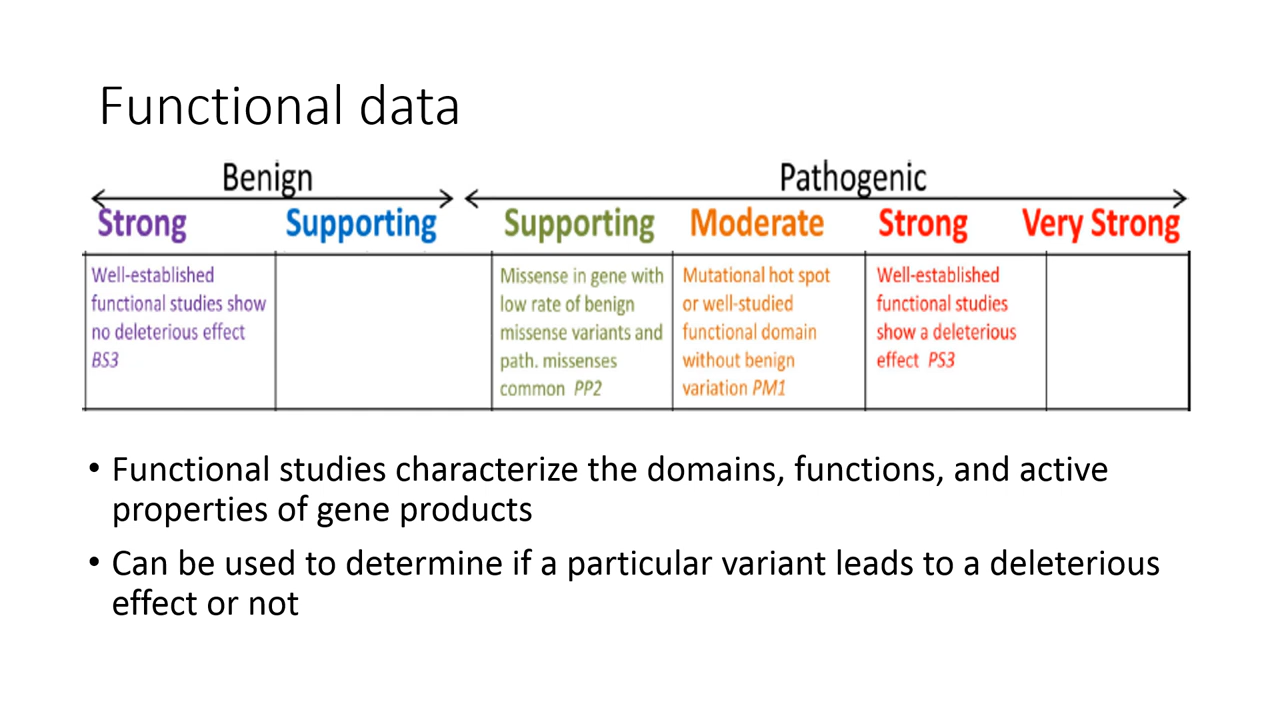 Functional data
Benign
Pathogenic
Strong
Supporting
Supporting
Moderate
Strong
Very Strong
Well-established
functional studies show
no deleterious effect
BS3
Missense in gene with
low rate of benign
missense variants and
path. missenses
common PP2
Mutational hot spot
or well-studied
functional domain
without benign
variation PM1
Well-established
functional studies
show a deleterious
effect PS3
• Functional studies characterize the domains, functions, and active
properties of gene products
• Can be used to determine if a particular variant leads to a deleterious
effect or not